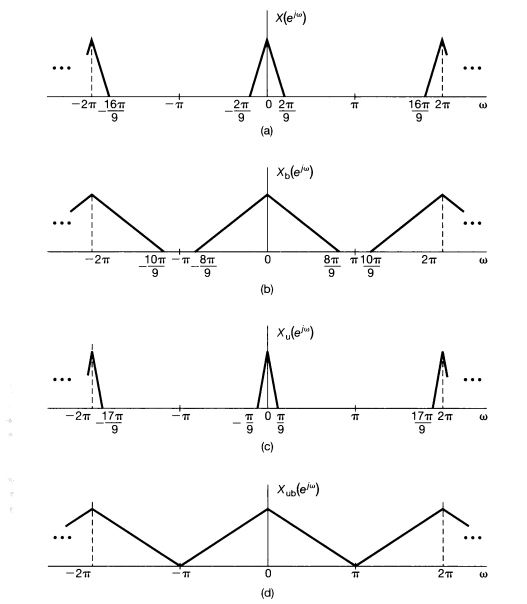 X(e^{jω})
... ...
−2π −16π/9 −π −2π/9 0 2π/9 π 16π/9 2π ω
(a)
X_b(e^{jω})
... ...
−2π −10π/9 −π −8π/9 0 8π/9 π 10π/9 2π ω
(b)
X_u(e^{jω})
... ...
−2π −17π/9 −π −π/9 0 π/9 π 17π/9 2π ω
(c)
X_{ub}(e^{jω})
... ...
−2π −π 0 π 2π ω
(d)